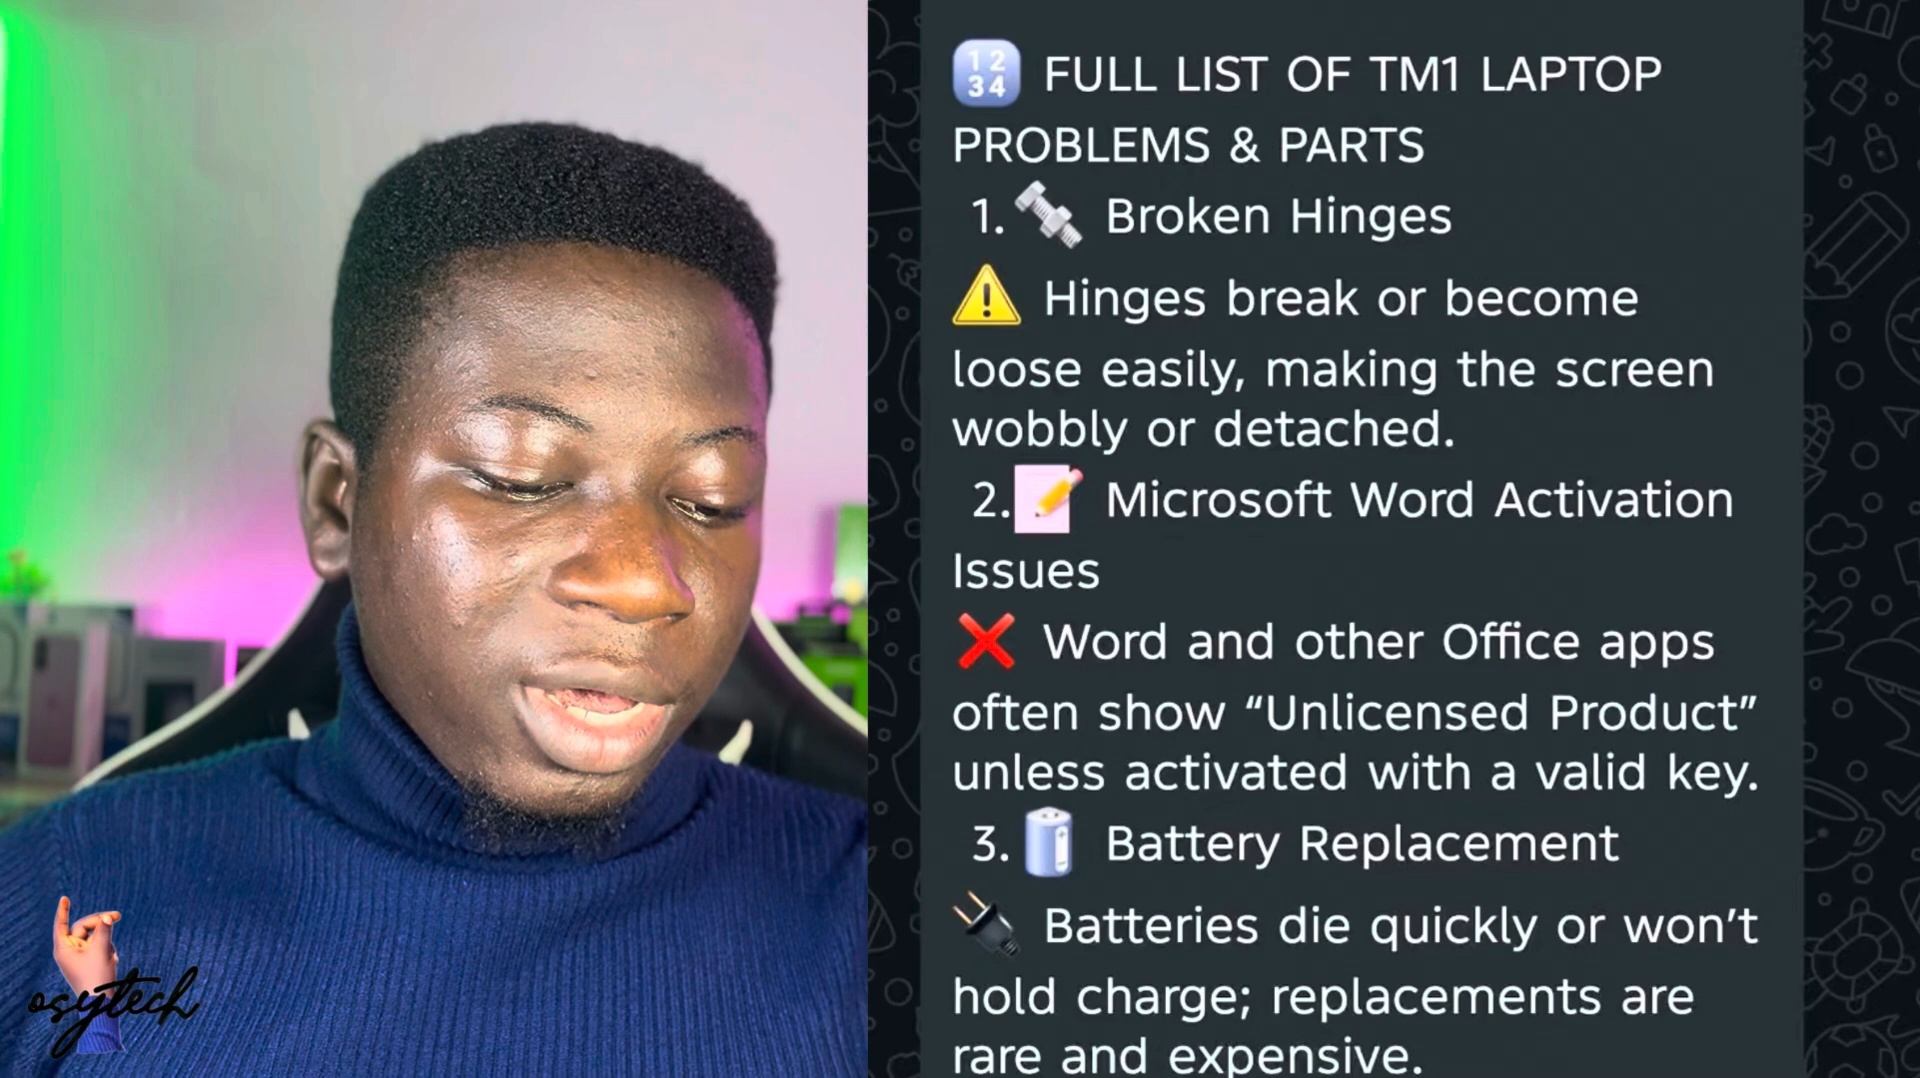 FULL LIST OF TM1 LAPTOP
PROBLEMS & PARTS
1. Broken Hinges
Hinges break or become
loose easily, making the screen
wobbly or detached.
2. Microsoft Word Activation
Issues
Word and other Office apps
often show “Unlicensed Product”
unless activated with a valid key.
3. Battery Replacement
Batteries die quickly or won’t
hold charge; replacements are
rare and expensive.
osytech